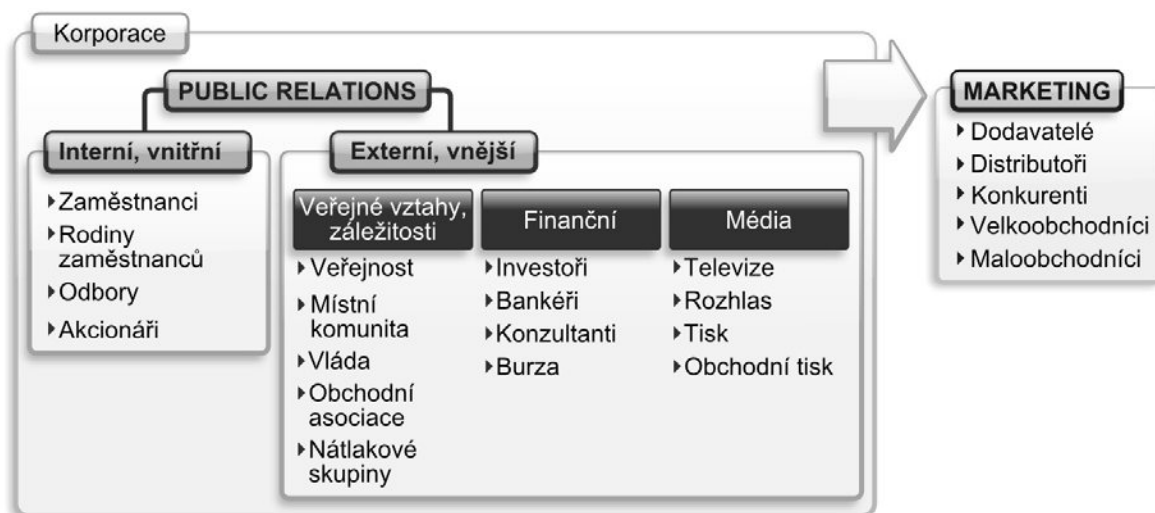 Korporace
PUBLIC RELATIONS
Interní, vnitřní
Zaměstnanci
Rodiny
zaměstnanců
Odbory
Akcionáři
Externí, vnější
Veřejné vztahy,
záležitosti
Veřejnost
Místní
komunita
Vláda
Obchodní
asociace
Nátlakové
skupiny
Finanční
Investoři
Bankéři
Konzultanti
Burza
Média
Televize
Rozhlas
Tisk
Obchodní tisk
MARKETING
Dodavatelé
Distributoři
Konkurenti
Velkoobchodníci
Maloobchodníci